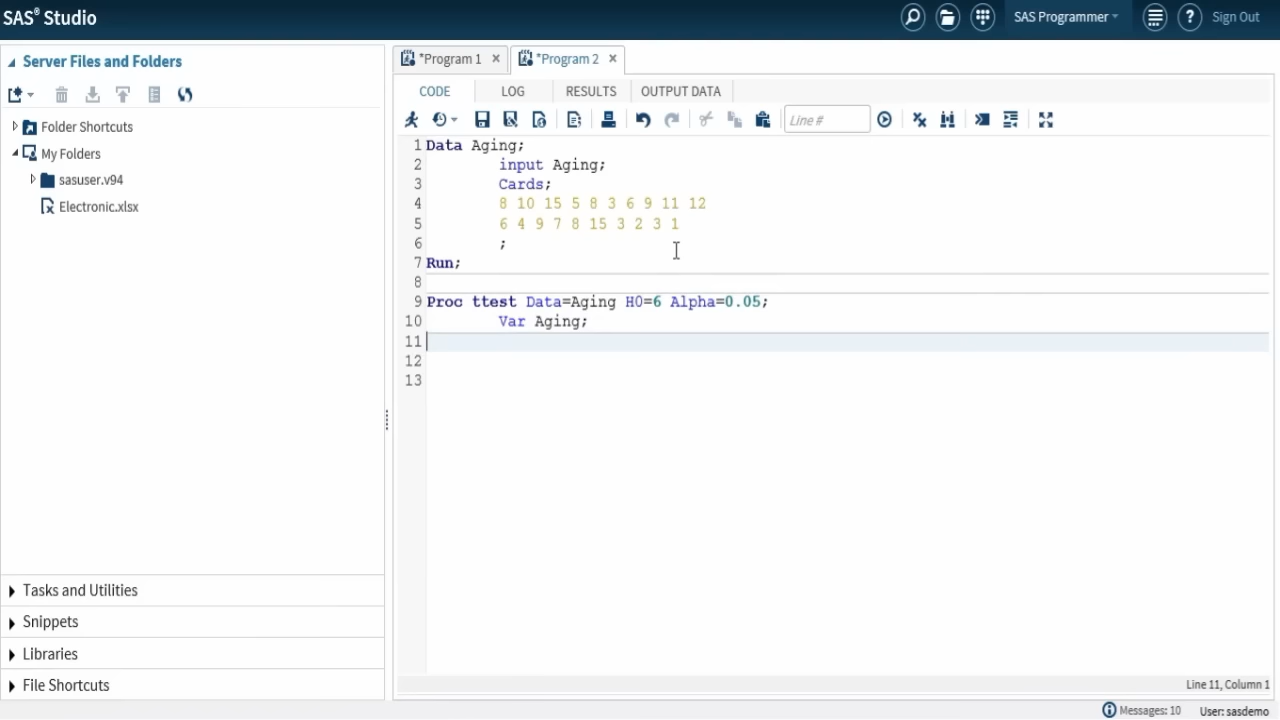 SAS® Studio
SAS Programmer
Sign Out
Server Files and Folders
Folder Shortcuts
My Folders
sasuser.v94
Electronic.xlsx
Tasks and Utilities
Snippets
Libraries
File Shortcuts
*Program 1 × *Program 2 ×
CODE LOG RESULTS OUTPUT DATA
Line #
1 Data Aging;
2 input Aging;
3 Cards;
4 8 10 15 5 8 3 6 9 11 12
5 6 4 9 7 8 15 3 2 3 1
6 ;
7 Run;
8
9 Proc ttest Data=Aging H0=6 Alpha=0.05;
10 Var Aging;
11
12
13
Line 11, Column 1
Messages: 10 User: sasdemo